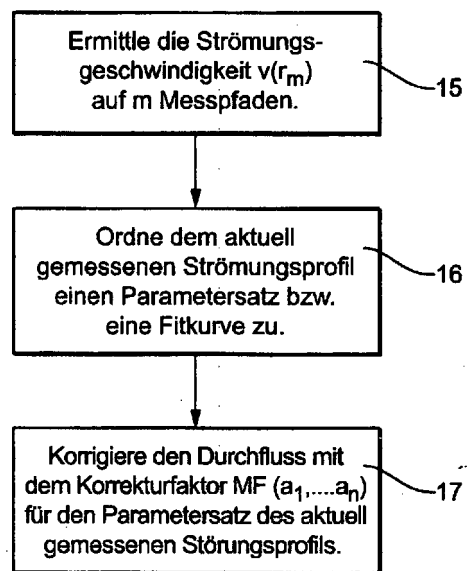 Ermittle die Strömungs-
geschwindigkeit v(rₘ)
auf m Messpfaden.
15
Ordne dem aktuell
gemessenen Strömungsprofil
einen Parametersatz bzw.
eine Fitkurve zu.
16
Korrigiere den Durchfluss mit
dem Korrekturfaktor MF (a₁,....aₙ)
für den Parametersatz des aktuell
gemessenen Störungsprofils.
17